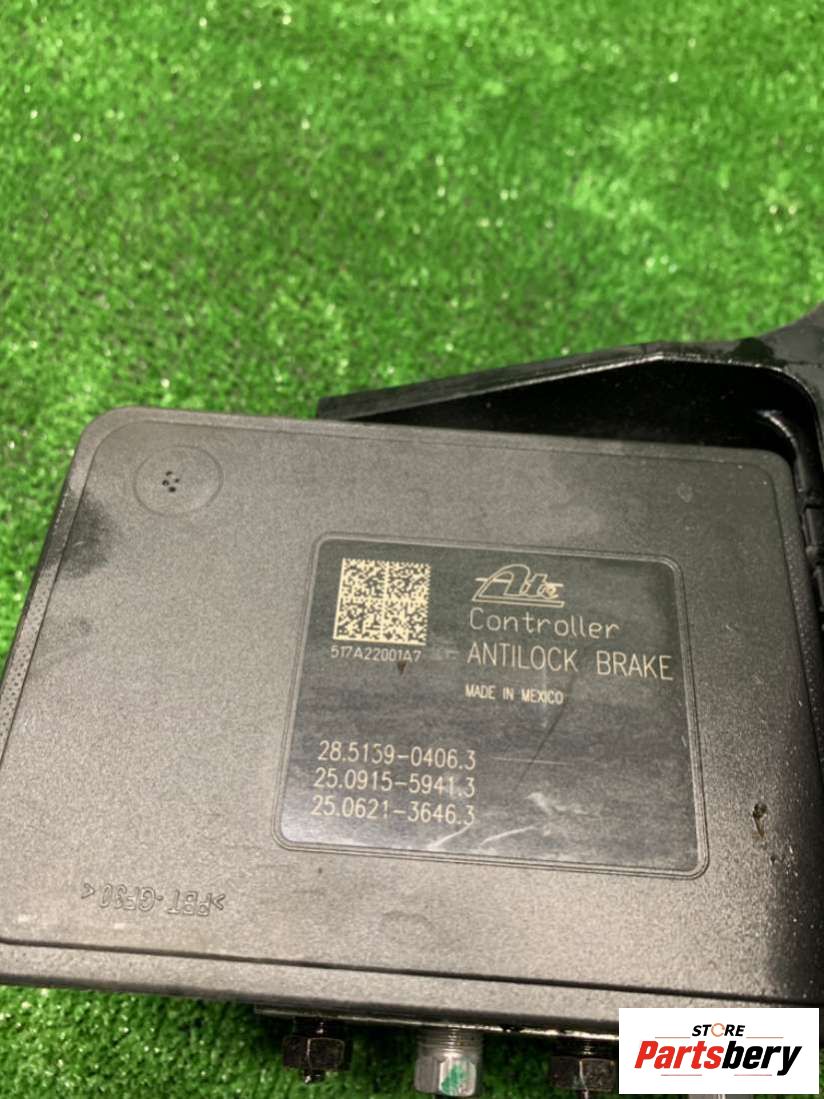 Ate
Controller
517A22001A7
ANTILOCK BRAKE
MADE IN MEXICO
28.5139-0406.3
25.0915-5941.3
25.0621-3646.3
>PBT-GF30<
STORE
Partsbery